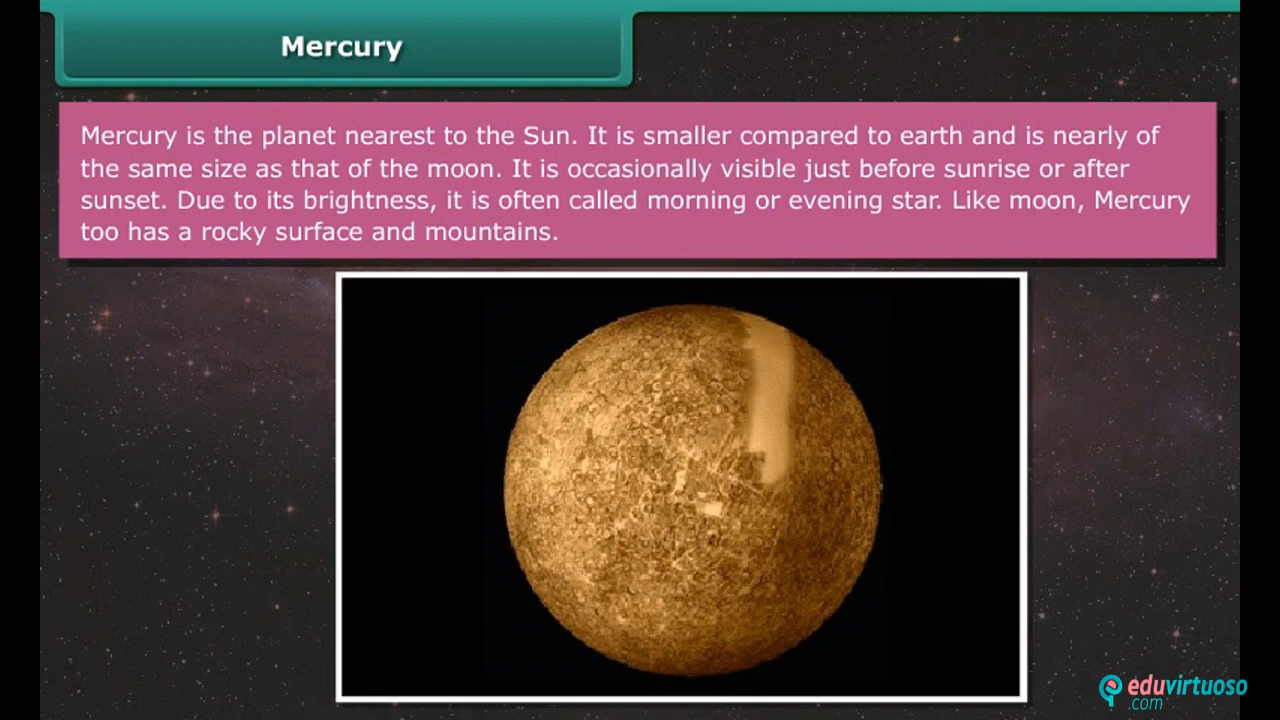 Mercury
Mercury is the planet nearest to the Sun. It is smaller compared to earth and is nearly of
the same size as that of the moon. It is occasionally visible just before sunrise or after
sunset. Due to its brightness, it is often called morning or evening star. Like moon, Mercury
too has a rocky surface and mountains.
eduvirtuoso
.com